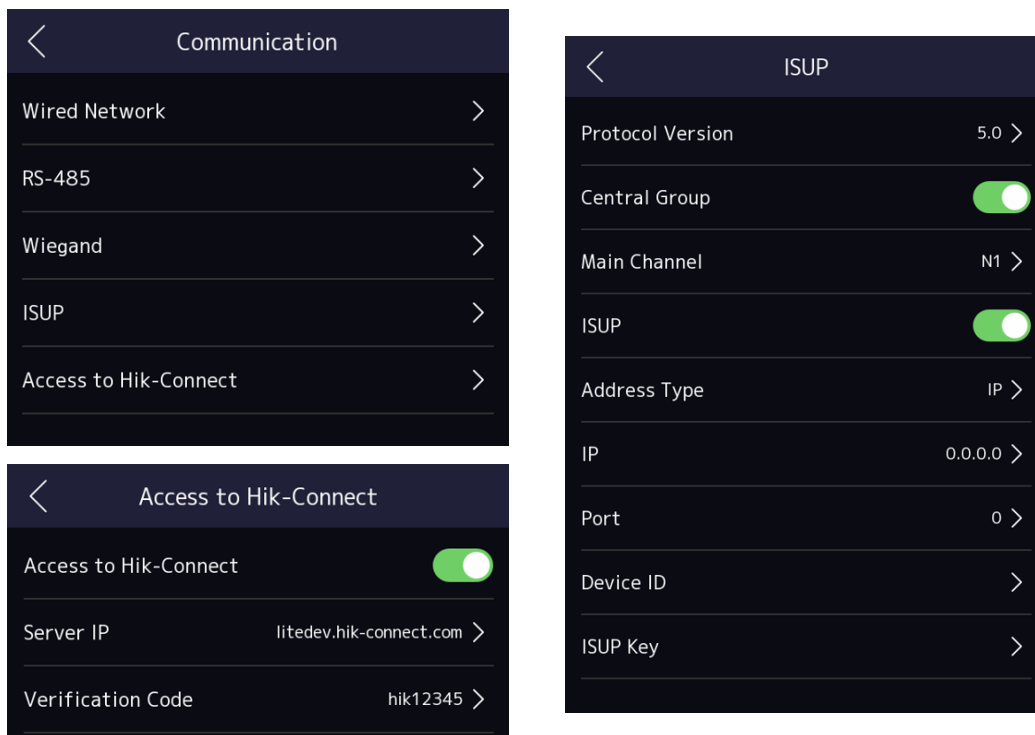 Communication
Wired Network
RS-485
Wiegand
ISUP
Access to Hik-Connect
Access to Hik-Connect
Access to Hik-Connect
Server IP litedev.hik-connect.com
Verification Code hik12345
ISUP
Protocol Version 5.0
Central Group
Main Channel N1
ISUP
Address Type IP
IP 0.0.0.0
Port 0
Device ID
ISUP Key